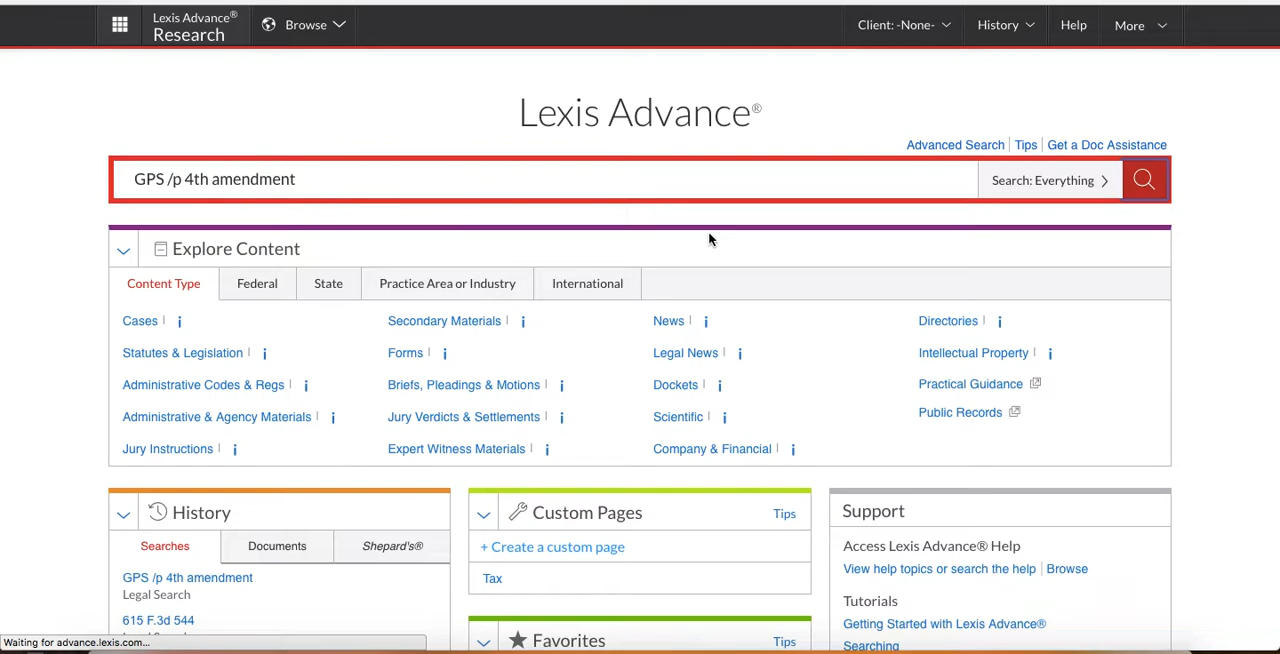 Lexis Advance®
Research
Browse
Client: -None-
History
Help
More
Lexis Advance®
Advanced Search
Tips
Get a Doc Assistance
GPS /p 4th amendment
Search: Everything
Explore Content
Content Type
Federal
State
Practice Area or Industry
International
Cases
Secondary Materials
News
Directories
Statutes & Legislation
Forms
Legal News
Intellectual Property
Administrative Codes & Regs
Briefs, Pleadings & Motions
Dockets
Practical Guidance
Administrative & Agency Materials
Jury Verdicts & Settlements
Scientific
Public Records
Jury Instructions
Expert Witness Materials
Company & Financial
History
Searches
Documents
Shepard's®
GPS /p 4th amendment
Legal Search
615 F.3d 544
Custom Pages
Tips
+ Create a custom page
Tax
Favorites
Tips
Support
Access Lexis Advance® Help
View help topics or search the help
Browse
Tutorials
Getting Started with Lexis Advance®
Searching
Waiting for advance.lexis.com...